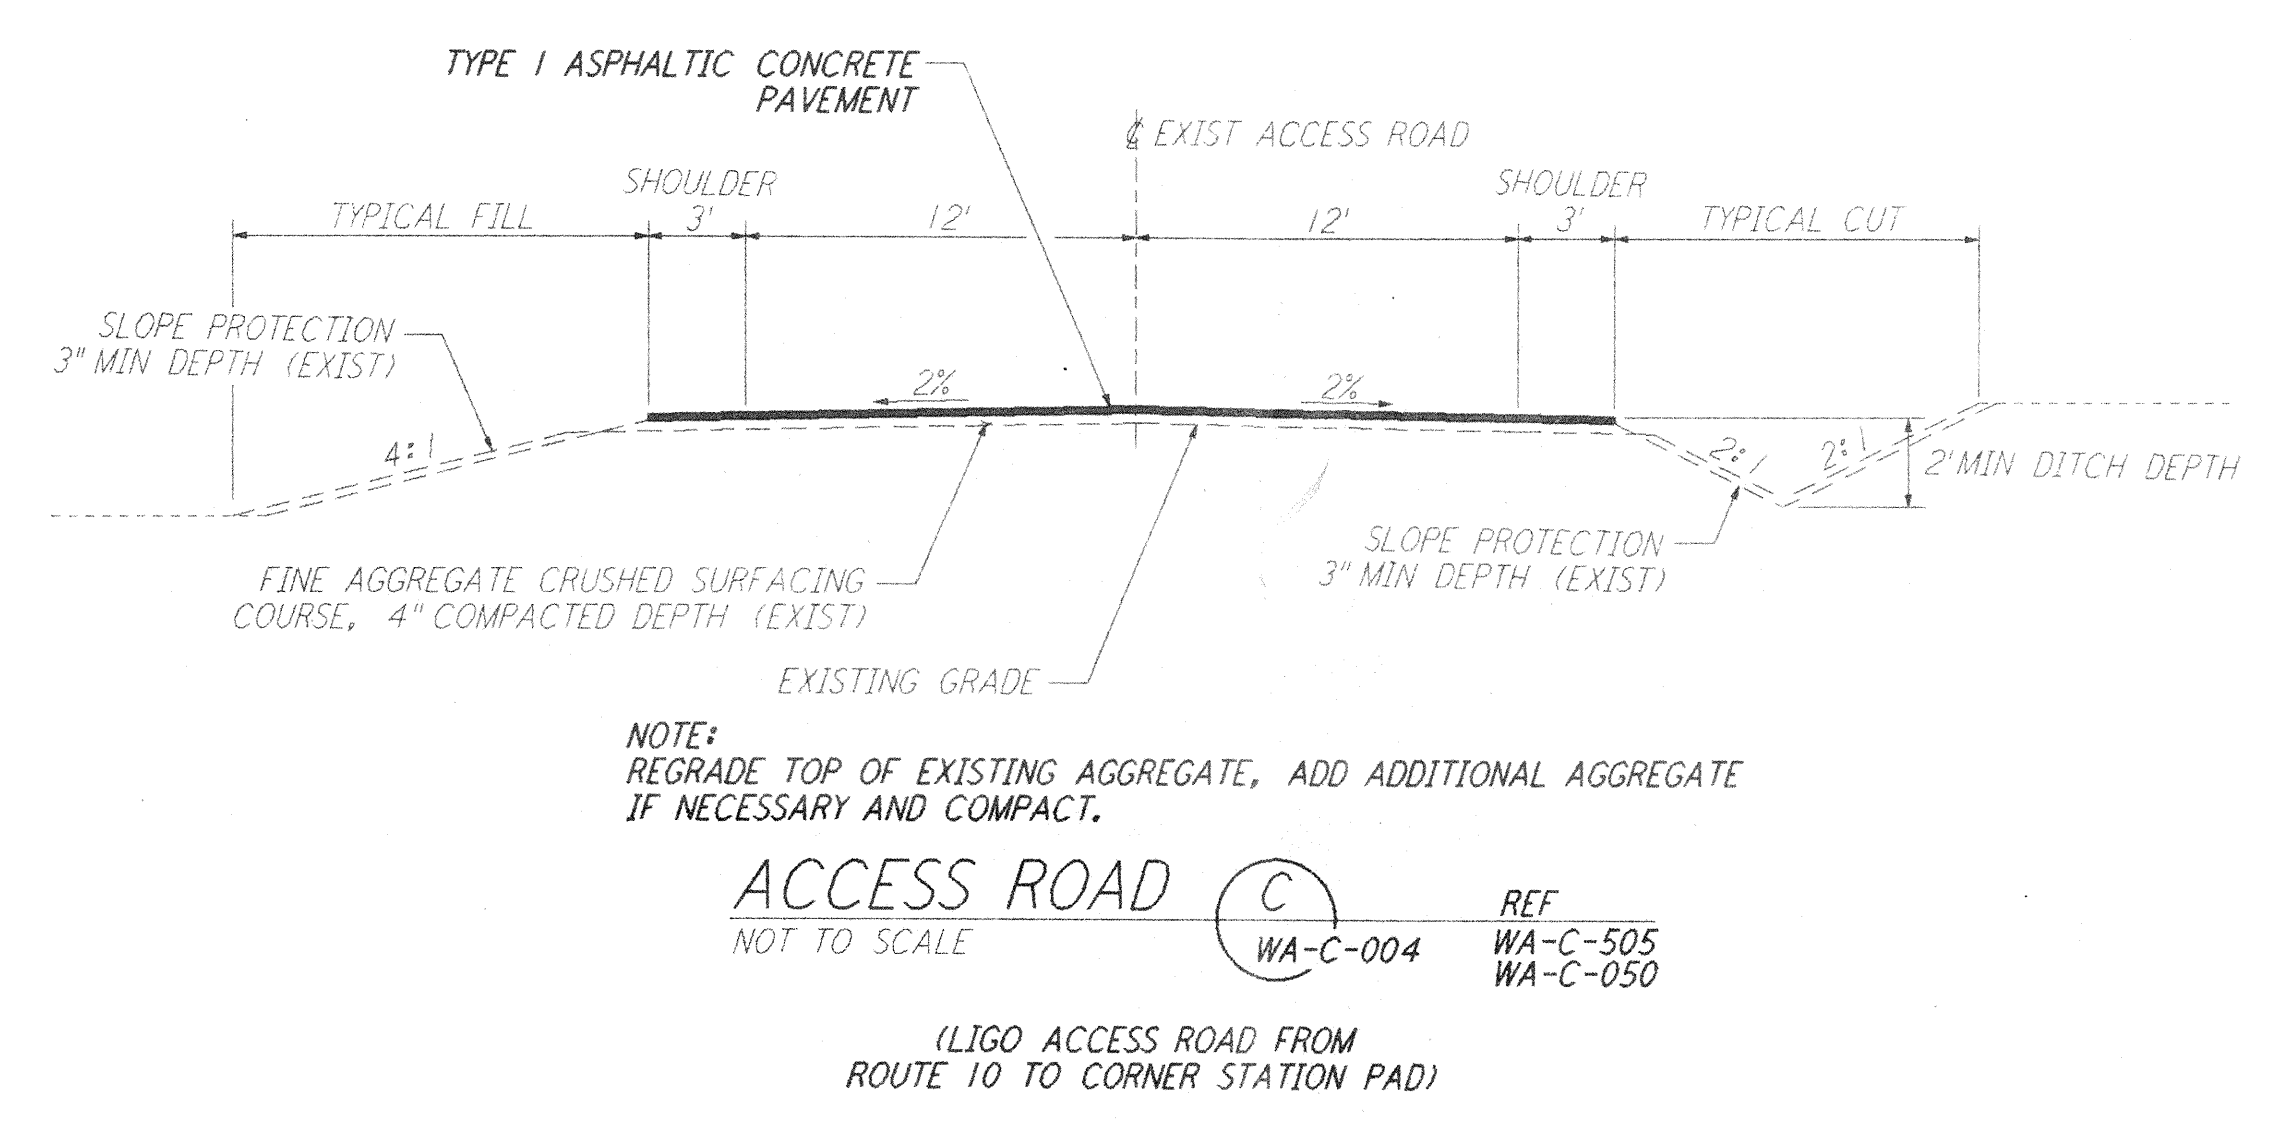 TYPE 1 ASPHALTIC CONCRETE
PAVEMENT
℄ EXIST ACCESS ROAD
SHOULDER
SHOULDER
TYPICAL FILL
3'
12'
12'
3'
TYPICAL CUT
SLOPE PROTECTION
3" MIN DEPTH (EXIST)
2%
2%
4:1
2:1
2:1
2' MIN DITCH DEPTH
SLOPE PROTECTION
3" MIN DEPTH (EXIST)
FINE AGGREGATE CRUSHED SURFACING
COURSE, 4" COMPACTED DEPTH (EXIST)
EXISTING GRADE
NOTE:
REGRADE TOP OF EXISTING AGGREGATE, ADD ADDITIONAL AGGREGATE
IF NECESSARY AND COMPACT.
ACCESS ROAD
C
REF
NOT TO SCALE
WA-C-004
WA-C-505
WA-C-050
(LIGO ACCESS ROAD FROM
ROUTE 10 TO CORNER STATION PAD)